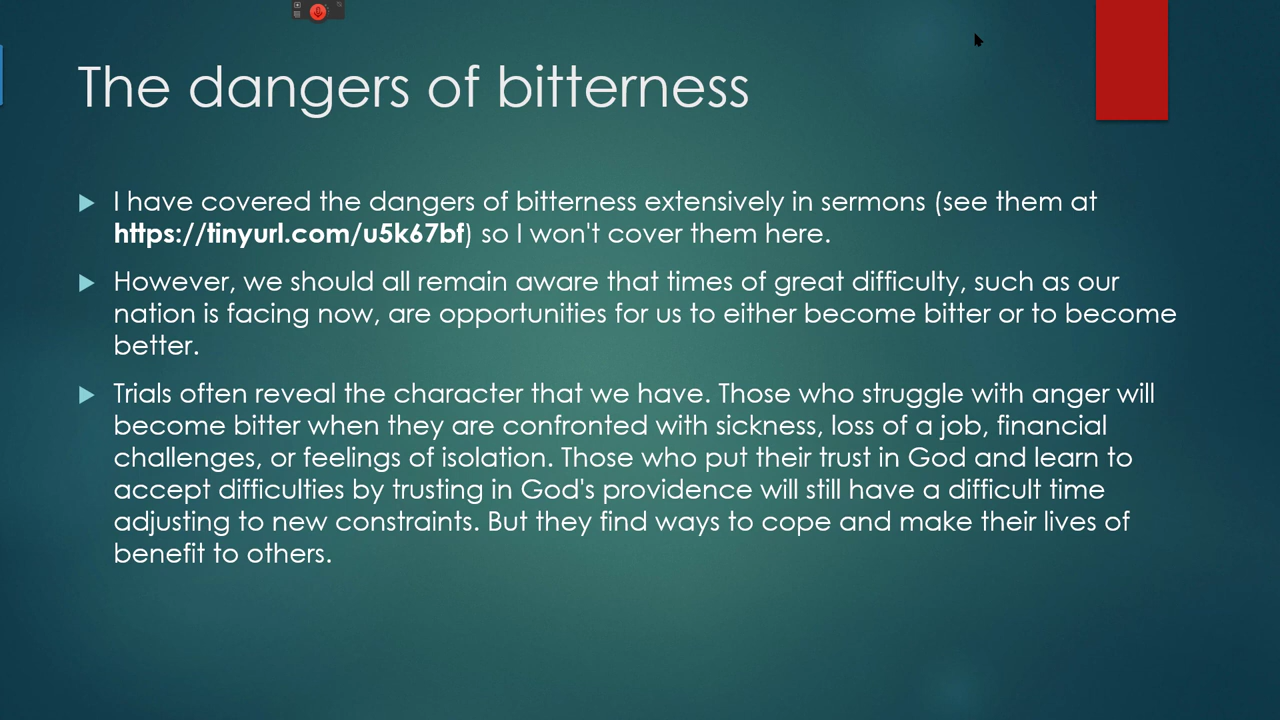 The dangers of bitterness
I have covered the dangers of bitterness extensively in sermons (see them at
https://tinyurl.com/u5k67bf) so I won't cover them here.
However, we should all remain aware that times of great difficulty, such as our
nation is facing now, are opportunities for us to either become bitter or to become
better.
Trials often reveal the character that we have. Those who struggle with anger will
become bitter when they are confronted with sickness, loss of a job, financial
challenges, or feelings of isolation. Those who put their trust in God and learn to
accept difficulties by trusting in God's providence will still have a difficult time
adjusting to new constraints. But they find ways to cope and make their lives of
benefit to others.